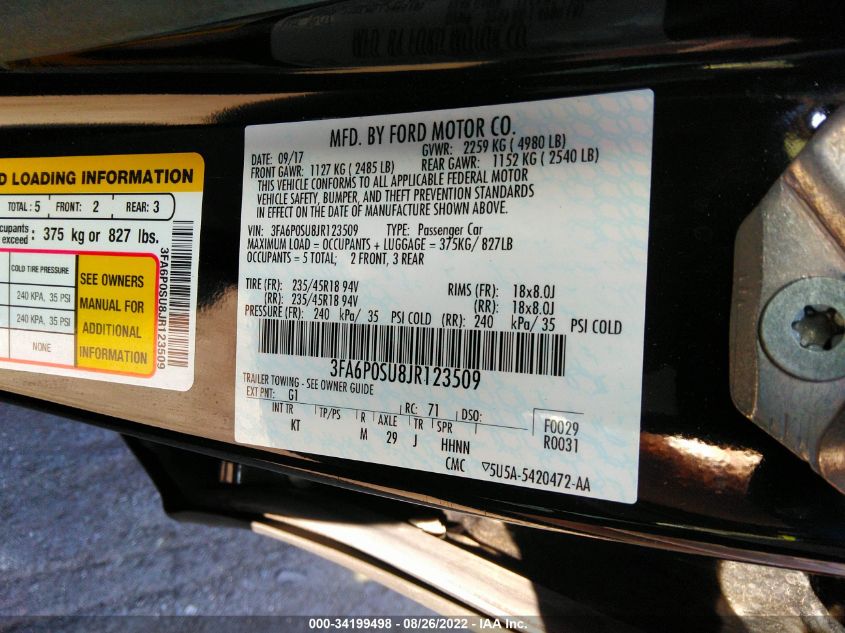 MFD. BY FORD MOTOR CO.
DATE: 09/17 GVWR: 2259 KG ( 4980 LB)
FRONT GAWR: 1127 KG ( 2485 LB) REAR GAWR: 1152 KG ( 2540 LB)
THIS VEHICLE CONFORMS TO ALL APPLICABLE FEDERAL MOTOR
VEHICLE SAFETY, BUMPER, AND THEFT PREVENTION STANDARDS
IN EFFECT ON THE DATE OF MANUFACTURE SHOWN ABOVE.
VIN: 3FA6P0SU8JR123509 TYPE: Passenger Car
MAXIMUM LOAD = OCCUPANTS + LUGGAGE = 375KG/ 827LB
OCCUPANTS = 5 TOTAL; 2 FRONT, 3 REAR
TIRE (FR): 235/45R18 94V RIMS (FR): 18x8.0J
(RR): 235/45R18 94V (RR): 18x8.0J
PRESSURE (FR): 240 kPa/ 35 PSI COLD (RR): 240 kPa/ 35 PSI COLD
3FA6P0SU8JR123509
TRAILER TOWING - SEE OWNER GUIDE
EXT PNT: G1 RC: 71 DSO:
INT TR TP/PS R AXLE TR SPR F0029
KT M 29 J HHNN R0031
CMC ▽5U5A-5420472-AA
D LOADING INFORMATION
TOTAL : 5 FRONT: 2 REAR: 3
exceed : 375 kg or 827 lbs.
COLD TIRE PRESSURE
240 KPA, 35 PSI
240 KPA, 35 PSI
NONE
SEE OWNERS
MANUAL FOR
ADDITIONAL
INFORMATION
3FA6P0SU8JR123509
000-34199498 - 08/26/2022 - IAA Inc.